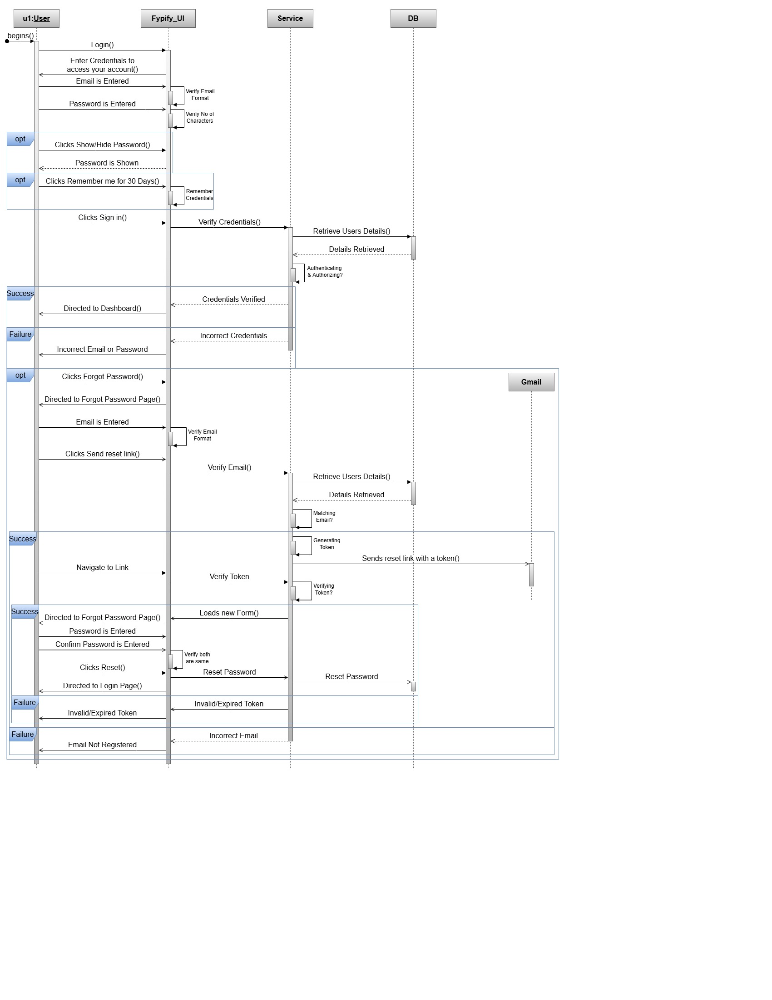 u1:User
Fypify_UI
Service
DB
begins()
Login()
Enter Credentials to
access your account()
Email is Entered
Verify Email
Format
Password is Entered
Verify No of
Characters
opt
Clicks Show/Hide Password()
Password is Shown
opt
Clicks Remember me for 30 Days()
Remember
Credentials
Clicks Sign in()
Verify Credentials()
Retrieve Users Details()
Details Retrieved
Authenticating
& Authorizing?
Success
Credentials Verified
Directed to Dashboard()
Failure
Incorrect Credentials
Incorrect Email or Password
opt
Clicks Forgot Password()
Gmail
Directed to Forgot Password Page()
Email is Entered
Verify Email
Format
Clicks Send reset link()
Verify Email()
Retrieve Users Details()
Details Retrieved
Matching
Email?
Success
Generating
Token
Sends reset link with a token()
Navigate to Link
Verify Token
Verifying
Token?
Success
Loads new Form()
Directed to Forgot Password Page()
Password is Entered
Confirm Password is Entered
Verify both
are same
Clicks Reset()
Reset Password
Reset Password
Directed to Login Page()
Failure
Invalid/Expired Token
Invalid/Expired Token
Failure
Incorrect Email
Email Not Registered